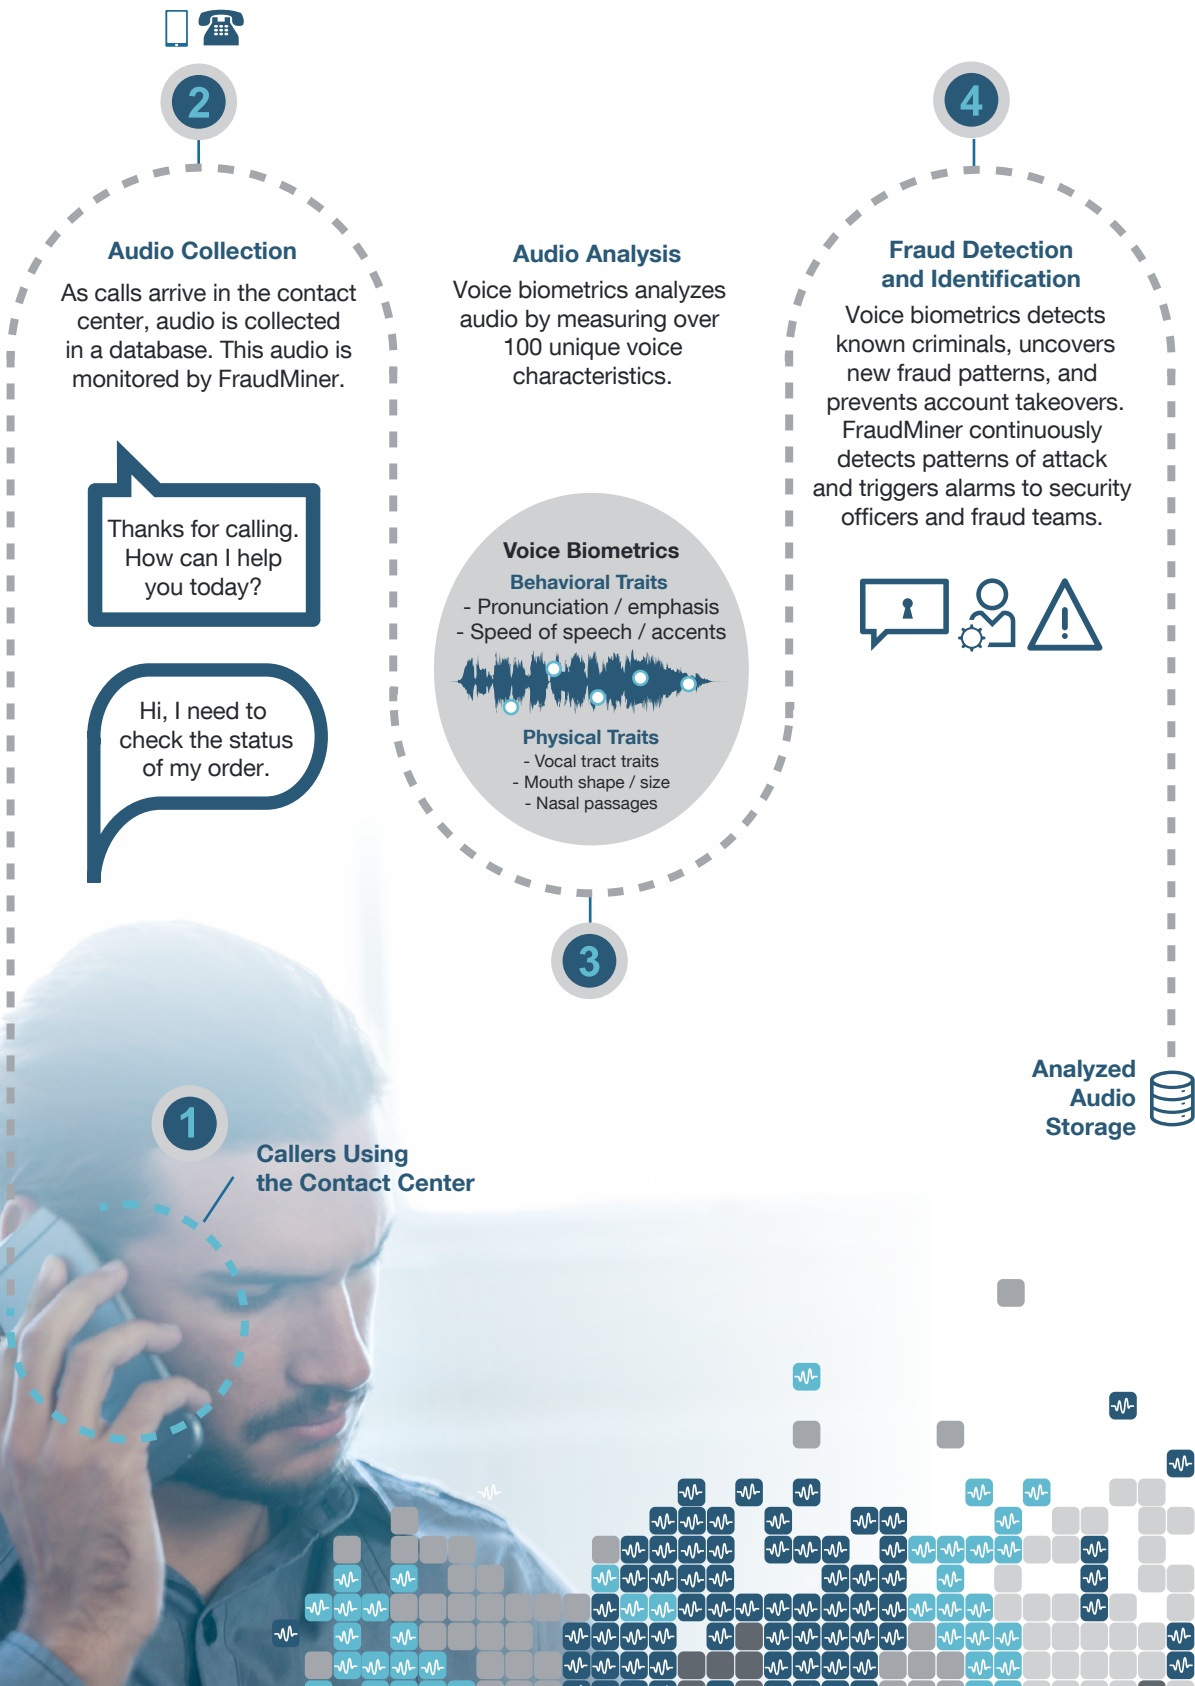 2
Audio Collection
As calls arrive in the contact
center, audio is collected
in a database. This audio is
monitored by FraudMiner.
Thanks for calling.
How can I help
you today?
Hi, I need to
check the status
of my order.
1
Callers Using
the Contact Center
Audio Analysis
Voice biometrics analyzes
audio by measuring over
100 unique voice
characteristics.
Voice Biometrics
Behavioral Traits
- Pronunciation / emphasis
- Speed of speech / accents
Physical Traits
- Vocal tract traits
- Mouth shape / size
- Nasal passages
3
4
Fraud Detection
and Identification
Voice biometrics detects
known criminals, uncovers
new fraud patterns, and
prevents account takeovers.
FraudMiner continuously
detects patterns of attack
and triggers alarms to security
officers and fraud teams.
Analyzed
Audio
Storage